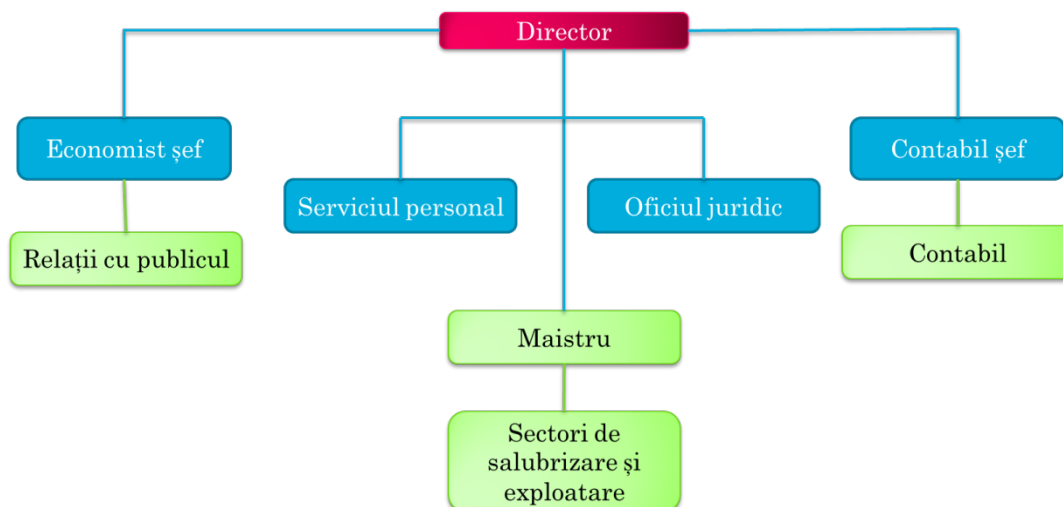 Director
Economist șef
Contabil șef
Serviciul personal
Oficiul juridic
Relații cu publicul
Contabil
Maistru
Sectori de
salubrizare și
exploatare